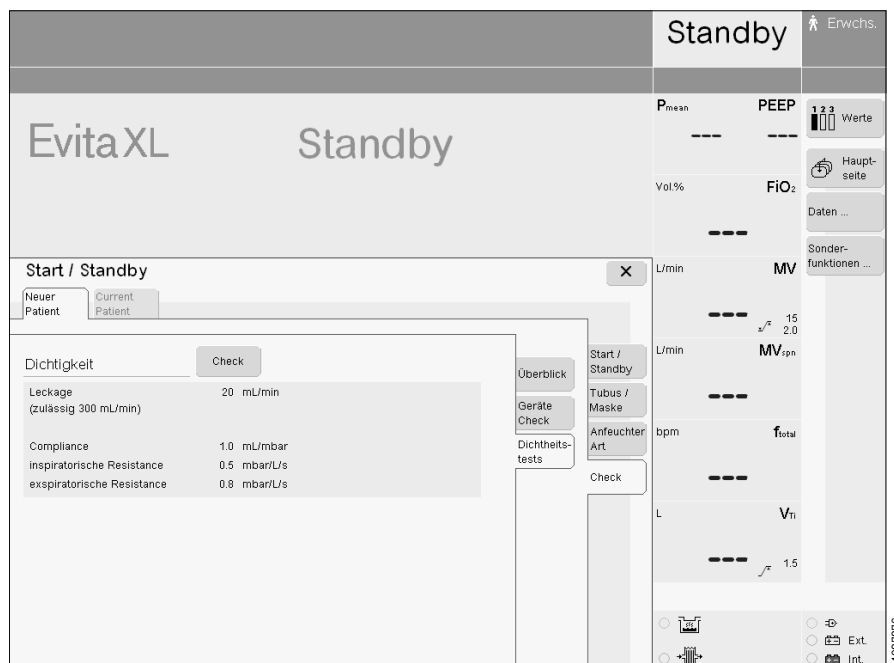 Standby
Erwchs.
Evita XL
Standby
Pmean PEEP
--- ---
1 2 3
Werte
Haupt-
seite
Vol.% FiO₂
---
Daten ...
Sonder-
funktionen ...
Start / Standby
X
L/min MV
---
15
2.0
Neuer
Patient
Current
Patient
Dichtigkeit
Check
Leckage 20 mL/min
(zulässig 300 mL/min)
Compliance 1.0 mL/mbar
inspiratorische Resistance 0.5 mbar/L/s
exspiratorische Resistance 0.8 mbar/L/s
Überblick
Geräte
Check
Dichtheits-
tests
Start /
Standby
Tubus /
Maske
Anfeuchter
Art
Check
L/min MVspn
---
bpm ftotal
---
L VTi
---
1.5
Ext.
Int.